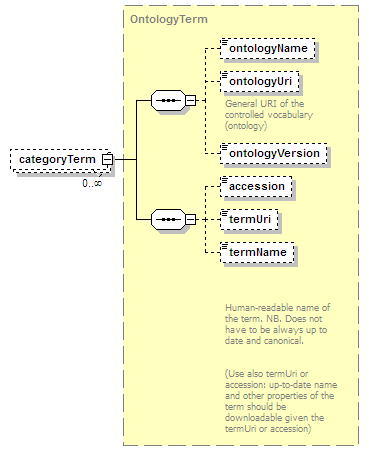 OntologyTerm
ontologyName
ontologyUri
General URI of the
controlled vocabulary
(ontology)
ontologyVersion
categoryTerm
0..∞
accession
termUri
termName
Human-readable name of
the term. NB. Does not
have to be always up to
date and canonical.
(Use also termUri or
accession: up-to-date name
and other properties of the
term should be
downloadable given the
termUri or accession)